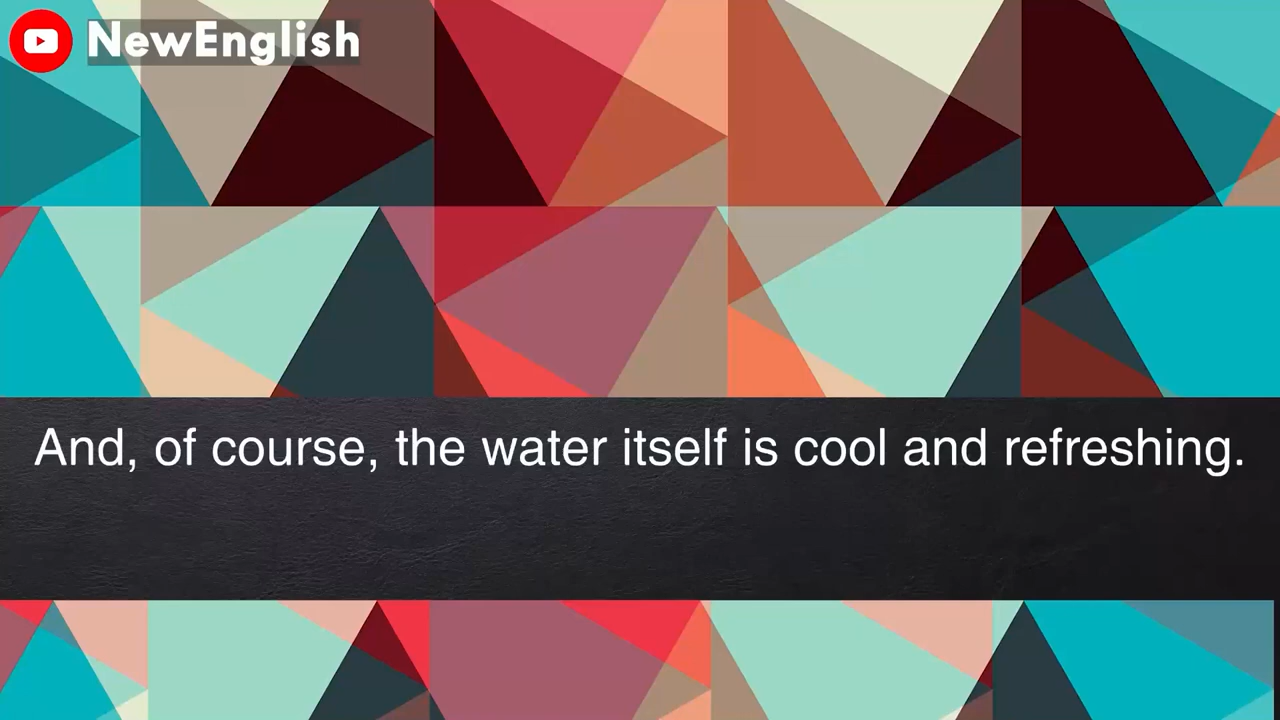 NewEnglish
And, of course, the water itself is cool and refreshing.